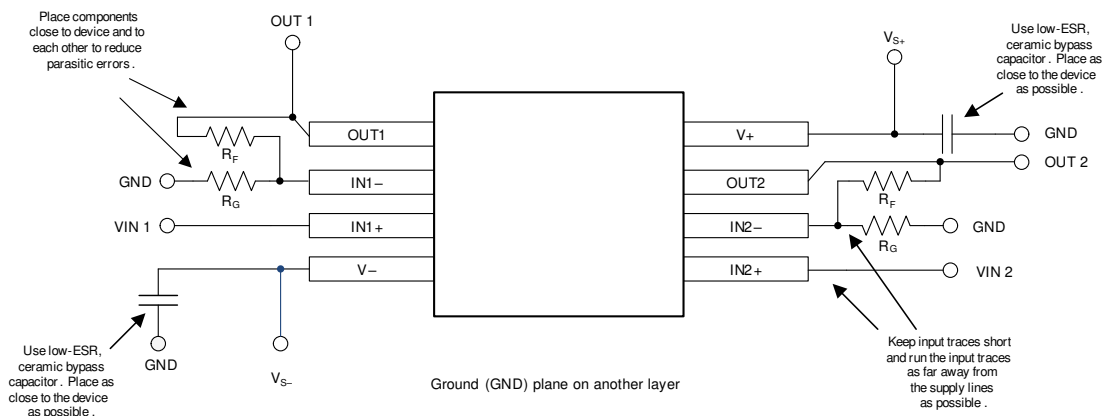 Place components
close to device and to
each other to reduce
parasitic errors .
OUT 1
VS+
Use low-ESR,
ceramic bypass
capacitor . Place as
close to the device
as possible .
OUT1
V+
GND
RF
OUT 2
GND
IN1−
OUT2
RF
RG
VIN 1
IN1+
IN2−
GND
RG
V−
IN2+
VIN 2
GND
Use low-ESR,
ceramic bypass
capacitor . Place as
close to the device
as possible .
VS−
Ground (GND) plane on another layer
Keep input traces short
and run the input traces
as far away from
the supply lines
as possible .